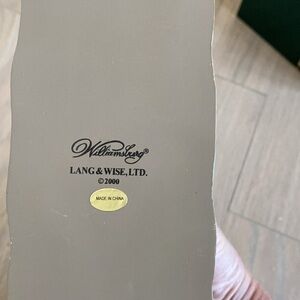 Williamsburg®
LANG & WISE, LTD.
© 2000
MADE IN CHINA